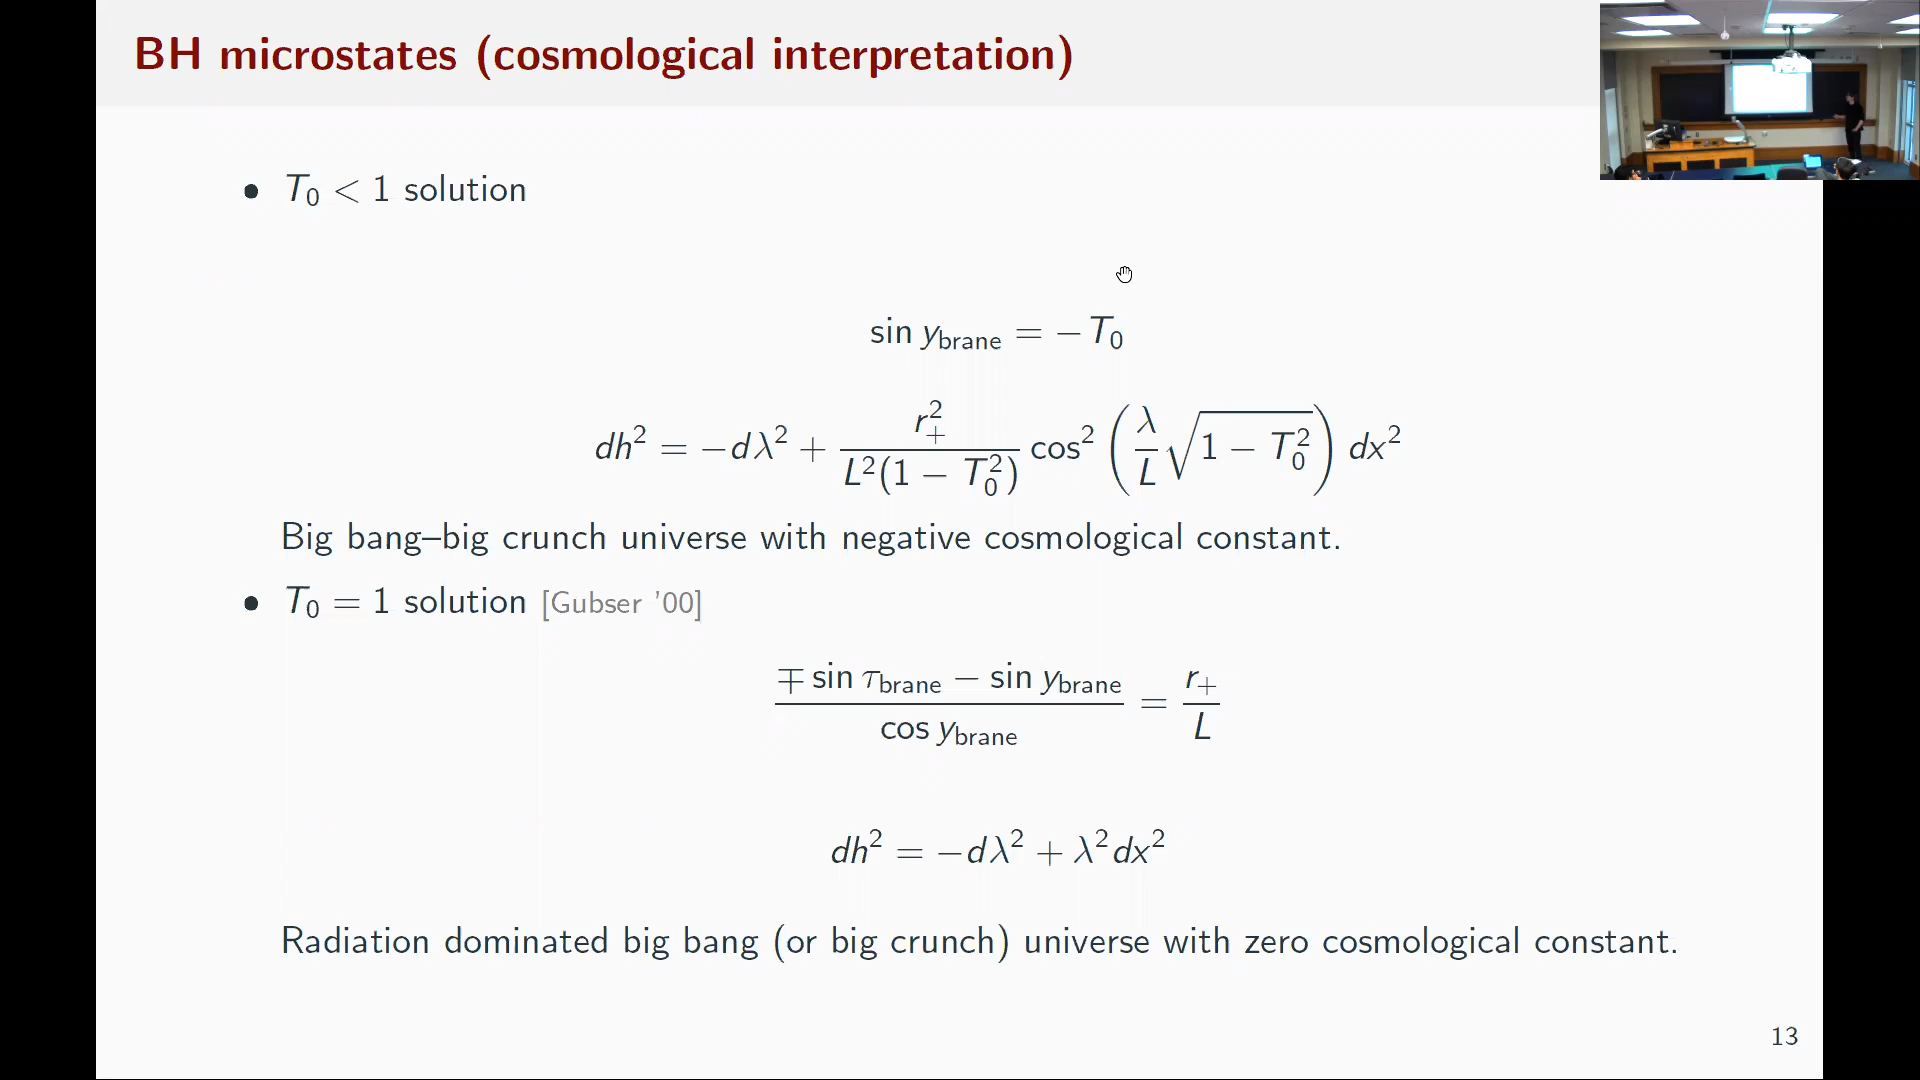 BH microstates (cosmological interpretation)
• T₀ < 1 solution
sin y_brane = − T₀
dh² = −dλ² + r₊² / L²(1 − T₀²) cos² (λ/L √(1 − T₀²)) dx²
Big bang–big crunch universe with negative cosmological constant.
• T₀ = 1 solution [Gubser '00]
(∓ sin τ_brane − sin y_brane) / cos y_brane = r₊ / L
dh² = −dλ² + λ²dx²
Radiation dominated big bang (or big crunch) universe with zero cosmological constant.
13